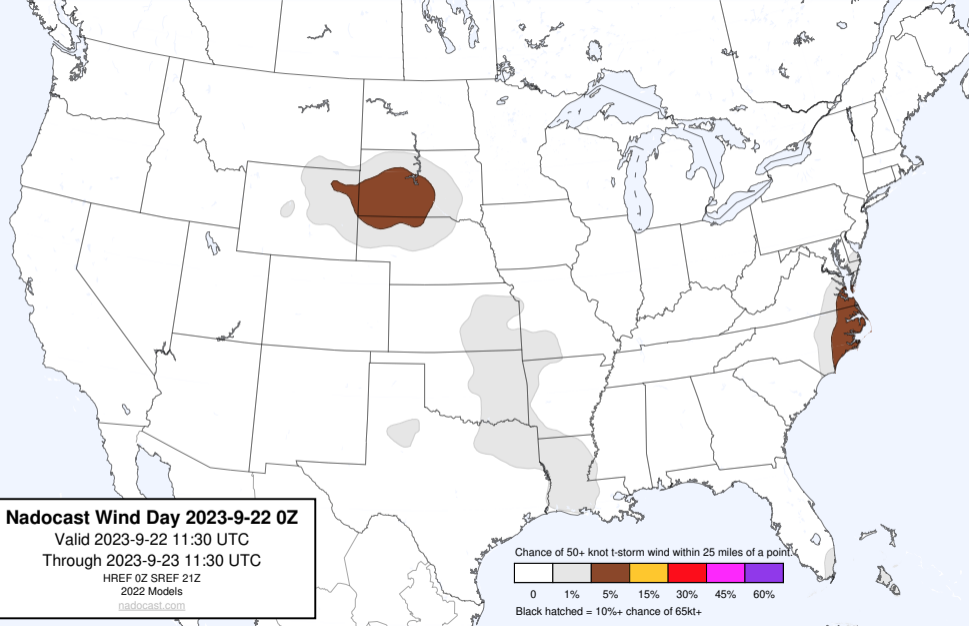 Nadocast Wind Day 2023-9-22 0Z
Valid 2023-9-22 11:30 UTC
Through 2023-9-23 11:30 UTC
HREF 0Z SREF 21Z
2022 Models
nadocast.com
Chance of 50+ knot t-storm wind within 25 miles of a point.
0 1% 5% 15% 30% 45% 60%
Black hatched = 10%+ chance of 65kt+